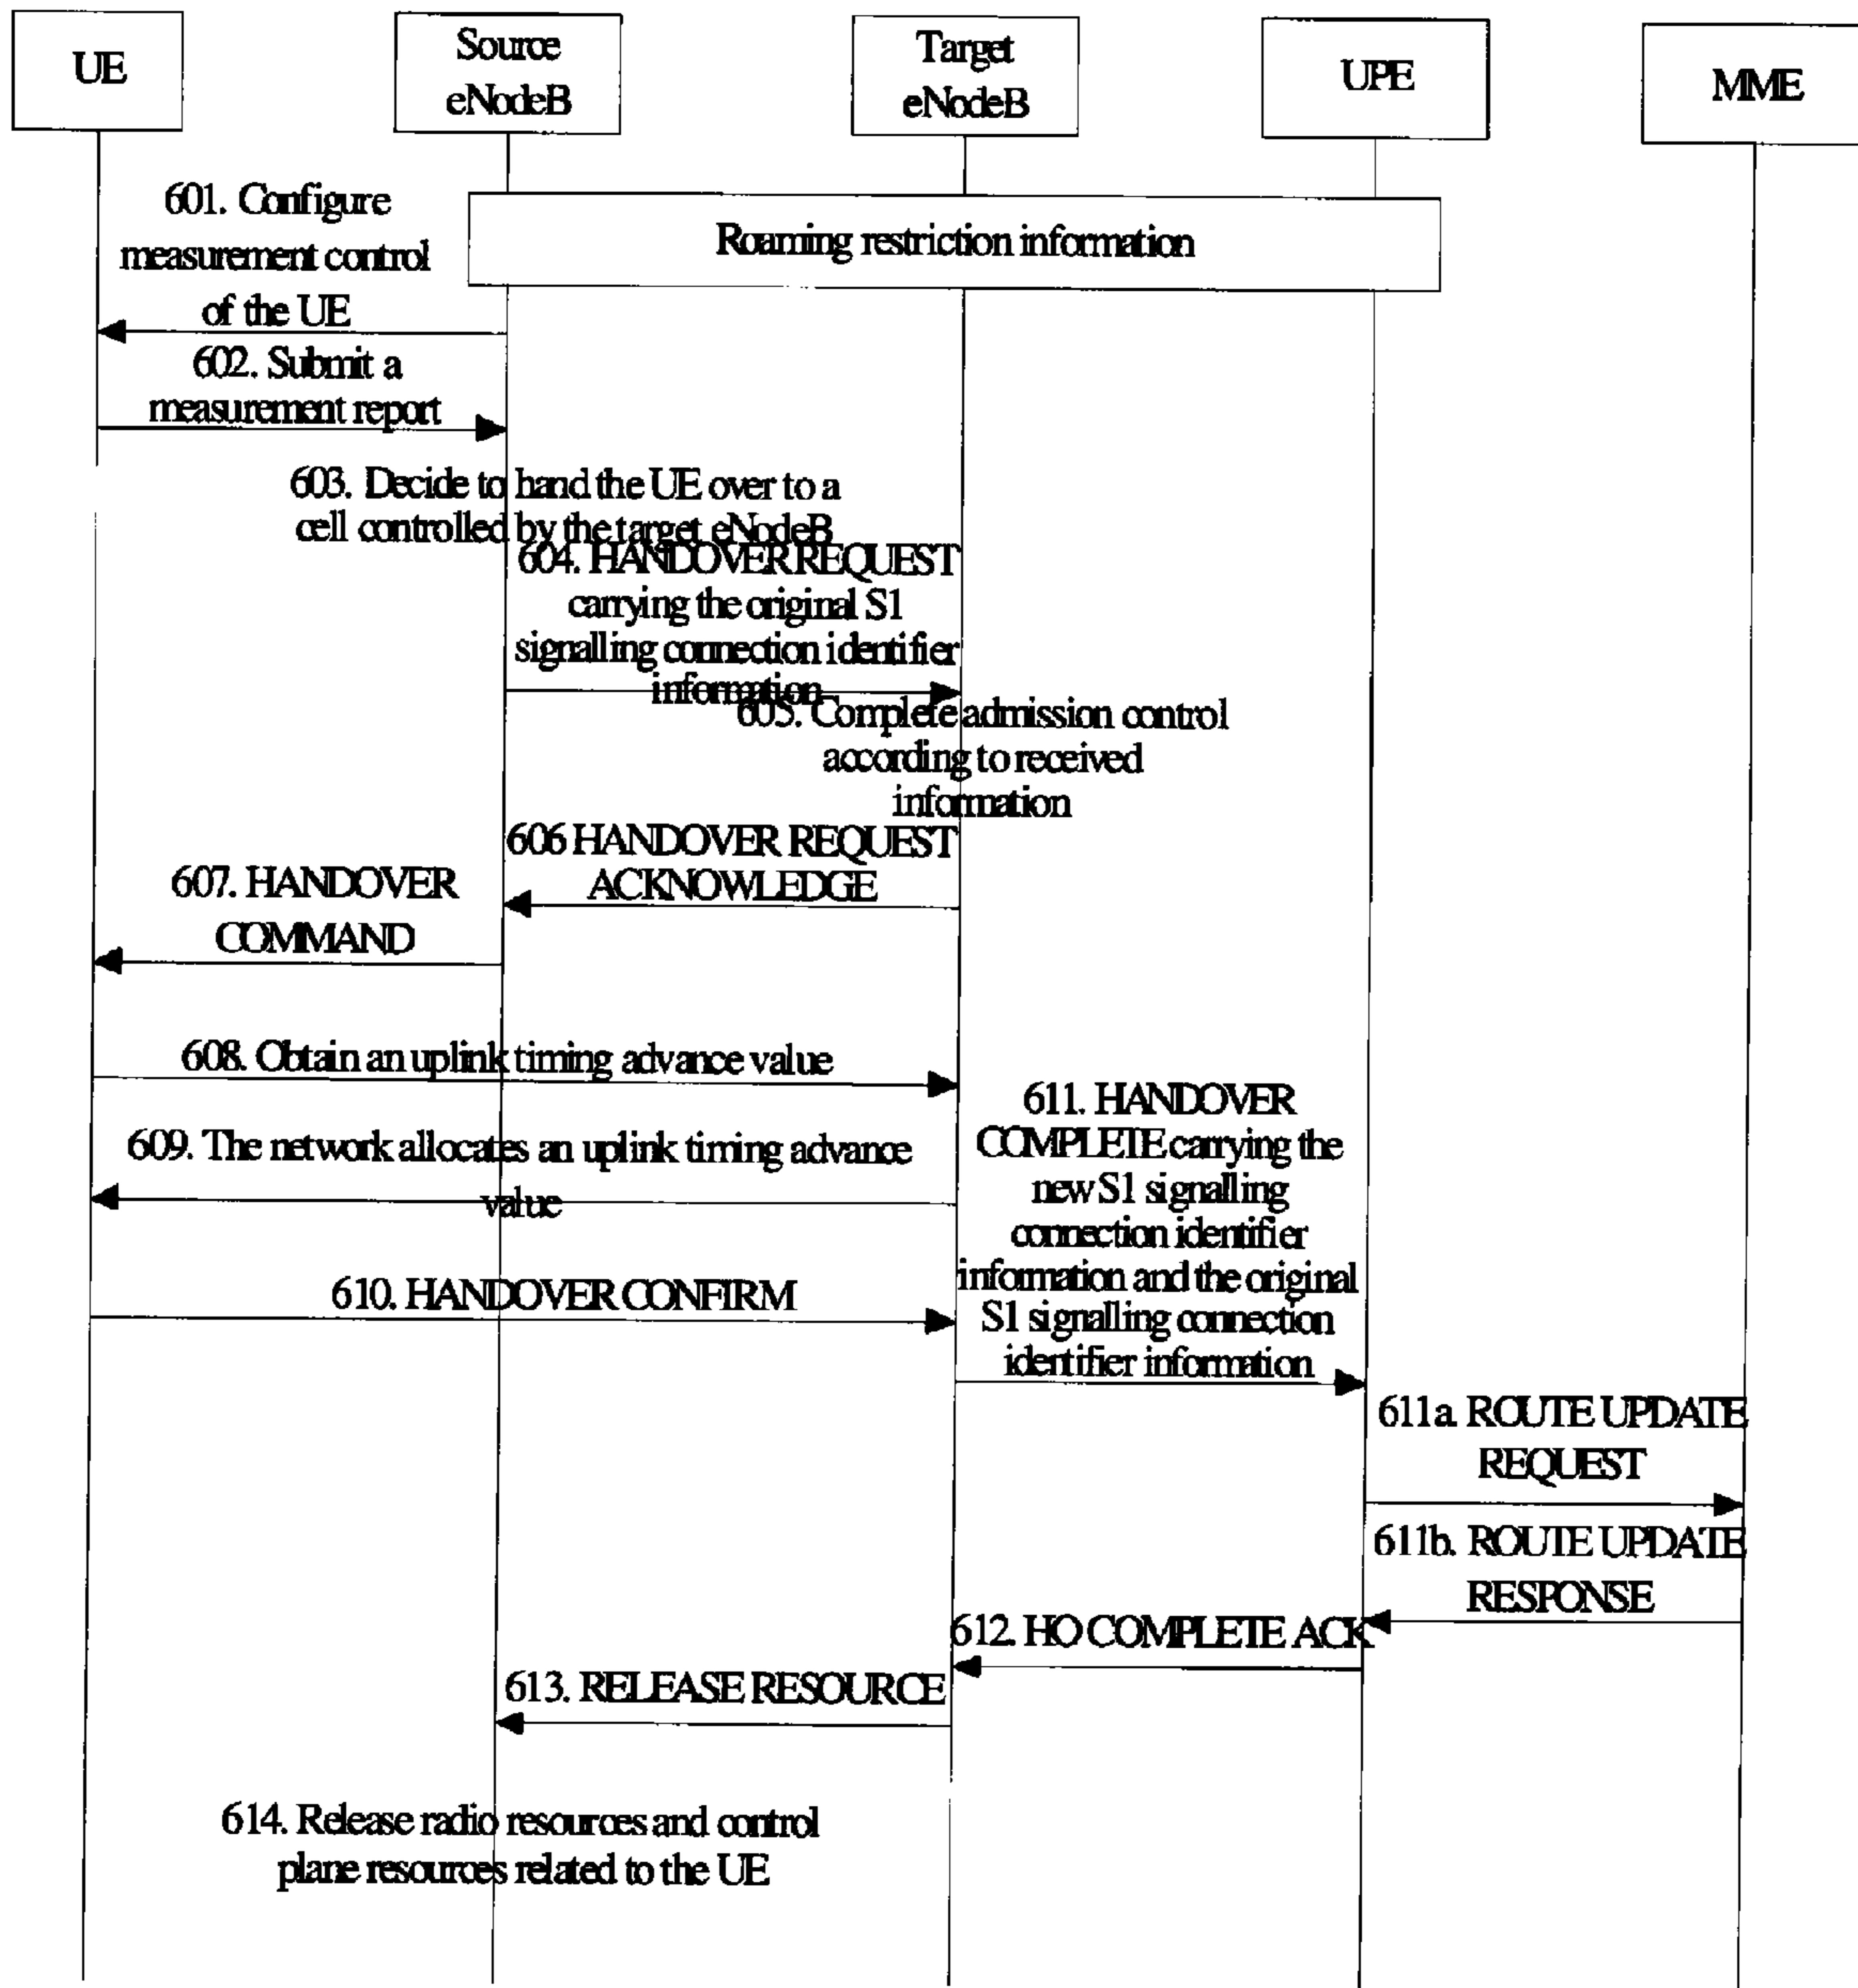 UE
Source
eNodeB
Target
eNodeB
UPE
MME
Roaming restriction information
601. Configure
measurement control
of the UE
602. Submit a
measurement report
603. Decide to hand the UE over to a
cell controlled by the target eNodeB
604. HANDOVER REQUEST
carrying the original S1
signalling connection identifier
information
605. Complete admission control
according to received
information
606 HANDOVER REQUEST
ACKNOWLEDGE
607. HANDOVER
COMMAND
608. Obtain an uplink timing advance value
609. The network allocates an uplink timing advance
value
610. HANDOVER CONFIRM
611. HANDOVER
COMPLETE carrying the
new S1 signalling
connection identifier
information and the original
S1 signalling connection
identifier information
611a. ROUTE UPDATE
REQUEST
611b. ROUTE UPDATE
RESPONSE
612. HO COMPLETE ACK
613. RELEASE RESOURCE
614. Release radio resources and control
plane resources related to the UE